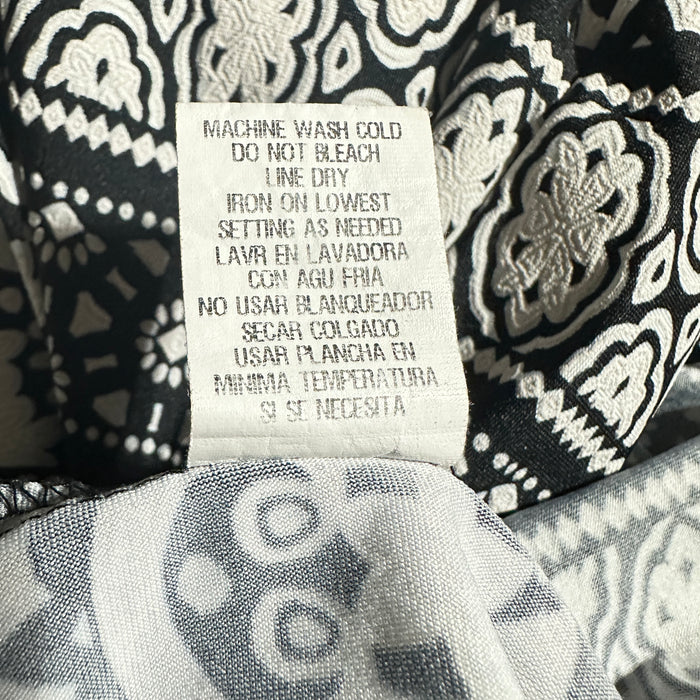 MACHINE WASH COLD
DO NOT BLEACH
LINE DRY
IRON ON LOWEST
SETTING AS NEEDED
LAVR EN LAVADORA
CON AGU FRIA
NO USAR BLANQUEADOR
SECAR COLGADO
USAR PLANCHA EN
MINIMA TEMPERATURA
SI SE NECESITA